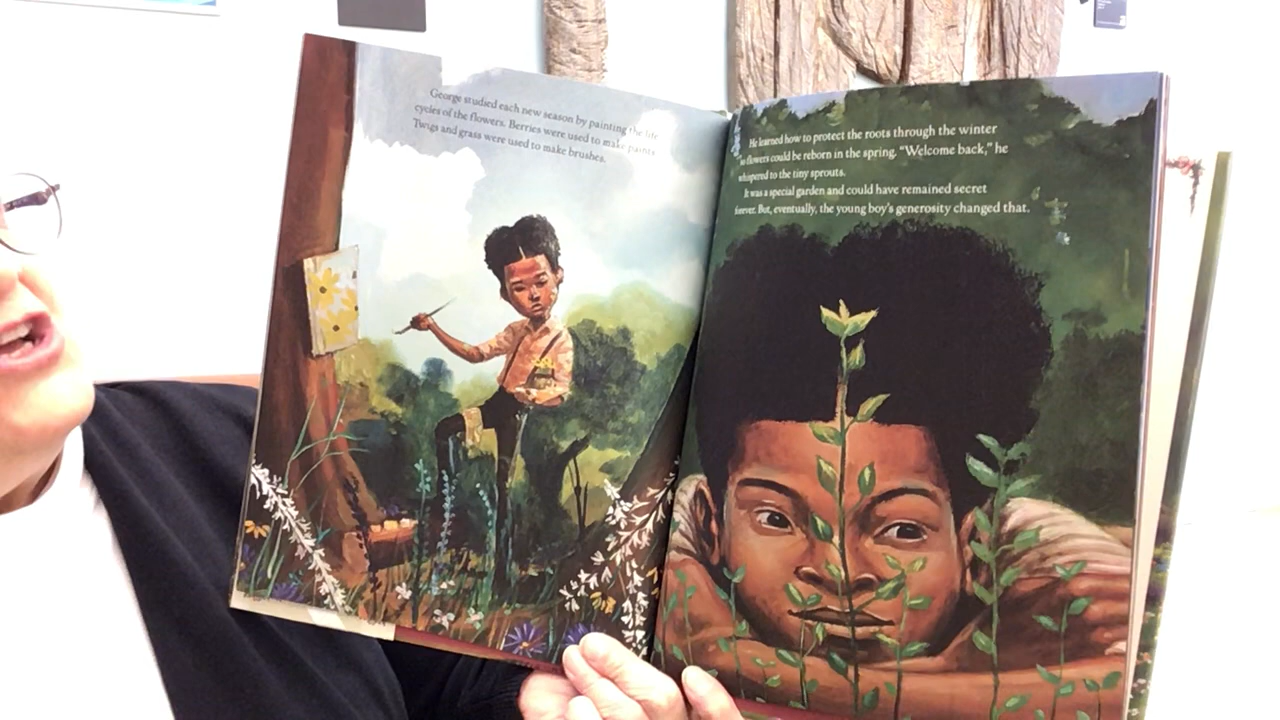 George studied each new season by painting the life
cycles of the flowers. Berries were used to make paints
Twigs and grass were used to make brushes.
He learned how to protect the roots through the winter
so flowers could be reborn in the spring. “Welcome back,” he
whispered to the tiny sprouts.
It was a special garden and could have remained secret
forever. But, eventually, the young boy’s generosity changed that.